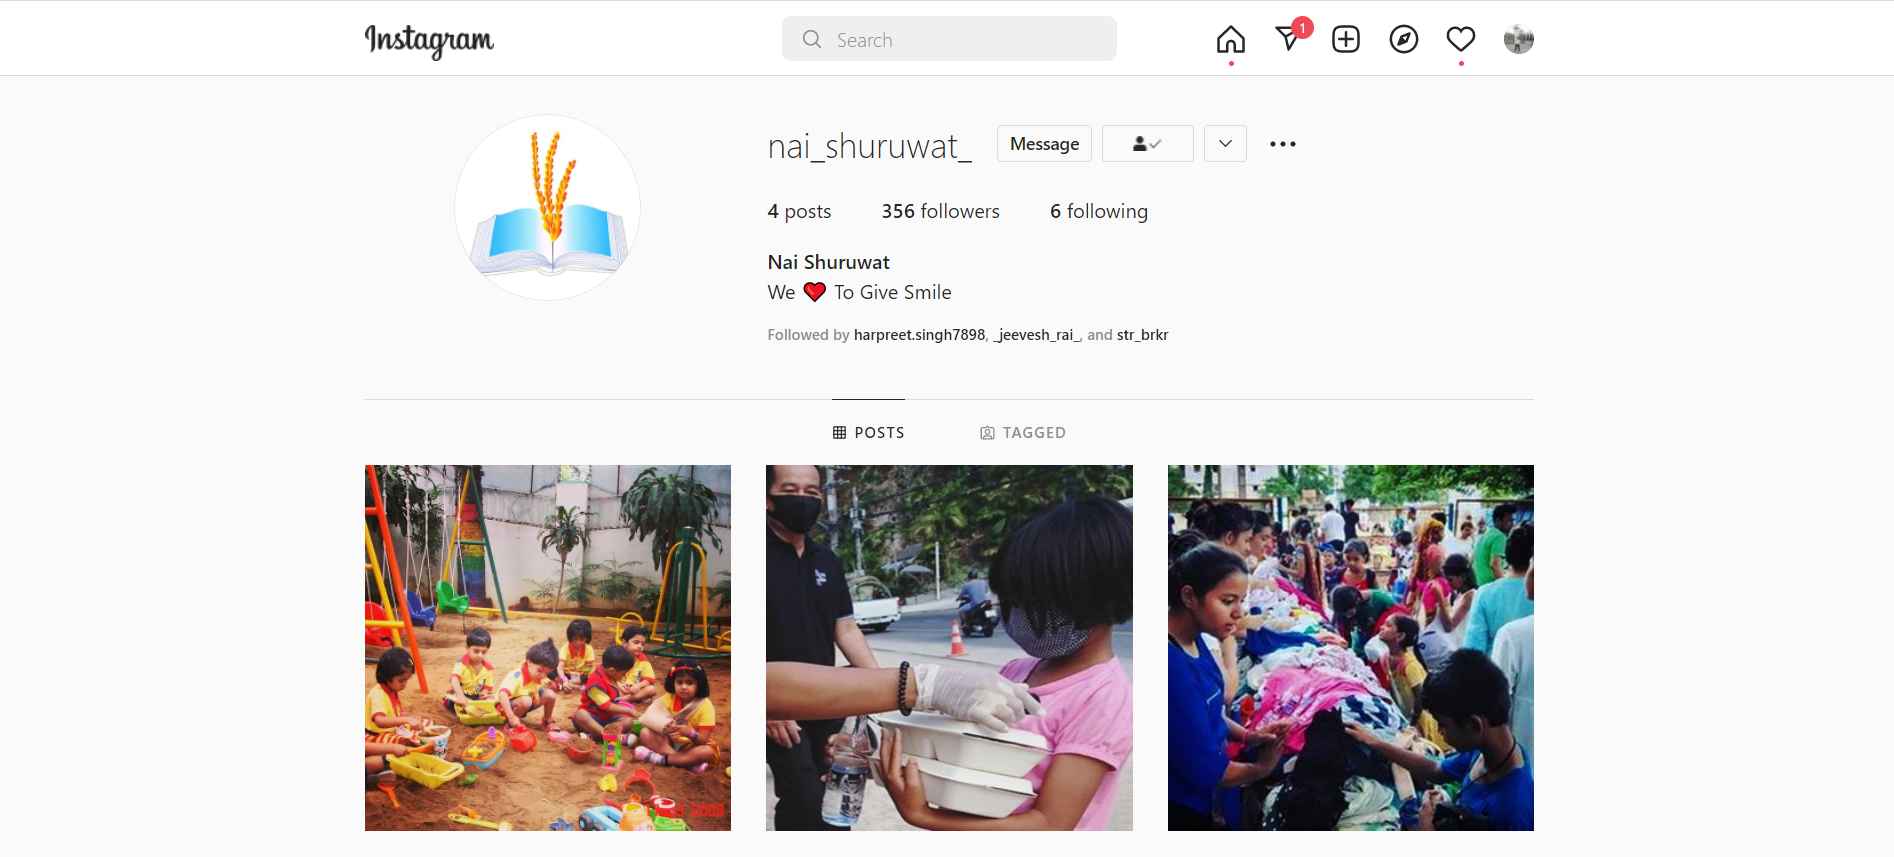 Instagram
Search
1
nai_shuruwat_
Message
4 posts 356 followers 6 following
Nai Shuruwat
We ❤️ To Give Smile
Followed by harpreet.singh7898, _jeevesh_rai_, and str_brkr
POSTS TAGGED
2009